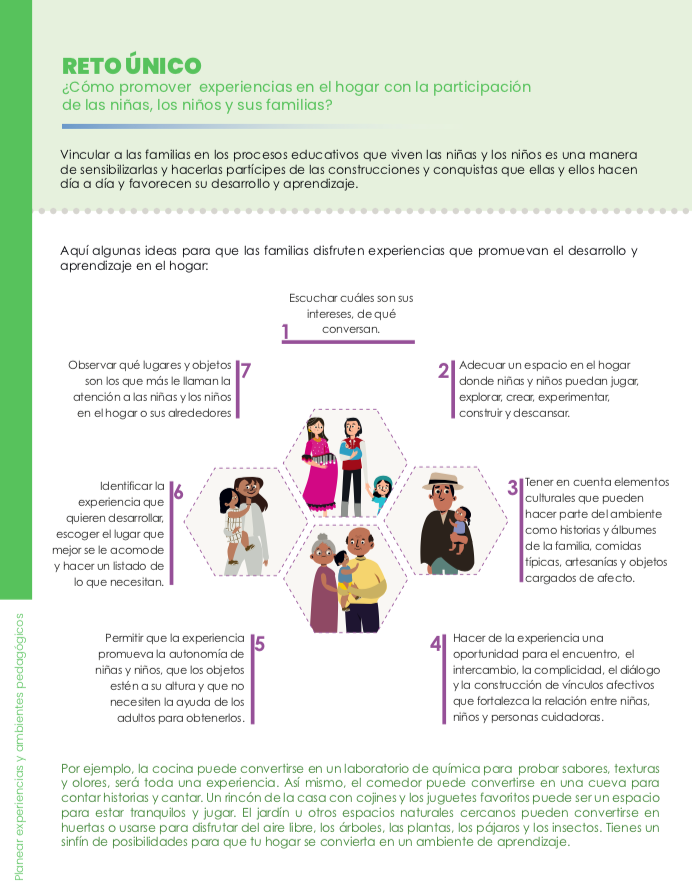 RETO ÚNICO
¿Cómo promover experiencias en el hogar con la participación
de las niñas, los niños y sus familias?
Vincular a las familias en los procesos educativos que viven las niñas y los niños es una manera
de sensibilizarlas y hacerlas partícipes de las construcciones y conquistas que ellas y ellos hacen
día a día y favorecen su desarrollo y aprendizaje.
Aquí algunas ideas para que las familias disfruten experiencias que promuevan el desarrollo y
aprendizaje en el hogar:
1
Escuchar cuáles son sus
intereses, de qué
conversan.
2
Adecuar un espacio en el hogar
donde niñas y niños puedan jugar,
explorar, crear, experimentar,
construir y descansar.
3
Tener en cuenta elementos
culturales que pueden
hacer parte del ambiente
como historias y álbumes
de la familia, comidas
típicas, artesanías y objetos
cargados de afecto.
4
Hacer de la experiencia una
oportunidad para el encuentro, el
intercambio, la complicidad, el diálogo
y la construcción de vínculos afectivos
que fortalezca la relación entre niñas,
niños y personas cuidadoras.
5
Permitir que la experiencia
promueva la autonomía de
niñas y niños, que los objetos
estén a su altura y que no
necesiten la ayuda de los
adultos para obtenerlos.
6
Identificar la
experiencia que
quieren desarrollar,
escoger el lugar que
mejor se le acomode
y hacer un listado de
lo que necesitan.
7
Observar qué lugares y objetos
son los que más le llaman la
atención a las niñas y los niños
en el hogar o sus alrededores
Por ejemplo, la cocina puede convertirse en un laboratorio de química para probar sabores, texturas
y olores, será toda una experiencia. Así mismo, el comedor puede convertirse en una cueva para
contar historias y cantar. Un rincón de la casa con cojines y los juguetes favoritos puede ser un espacio
para estar tranquilos y jugar. El jardín u otros espacios naturales cercanos pueden convertirse en
huertas o usarse para disfrutar del aire libre, los árboles, las plantas, los pájaros y los insectos. Tienes un
sinfín de posibilidades para que tu hogar se convierta en un ambiente de aprendizaje.
Planear experiencias y ambientes pedagógicos